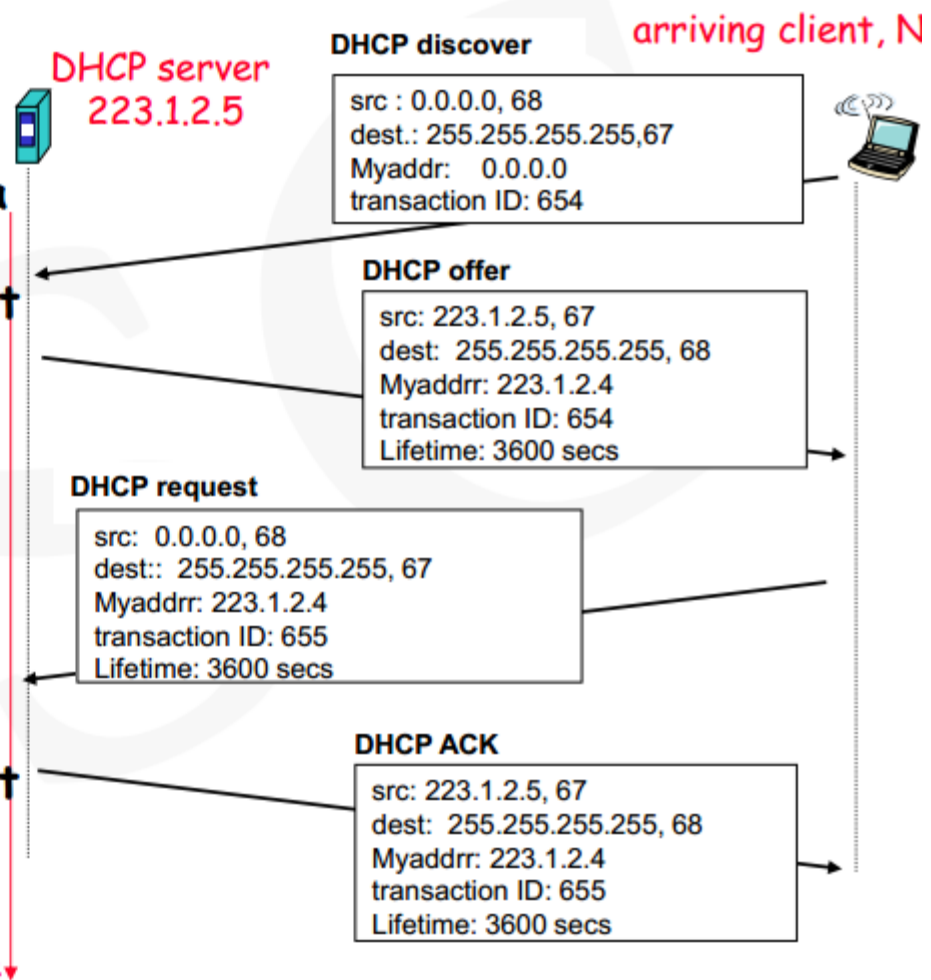 DHCP discover
arriving client, N
DHCP server
223.1.2.5
src : 0.0.0.0, 68
dest.: 255.255.255.255,67
Myaddr: 0.0.0.0
transaction ID: 654
DHCP offer
src: 223.1.2.5, 67
dest: 255.255.255.255, 68
Myaddrr: 223.1.2.4
transaction ID: 654
Lifetime: 3600 secs
DHCP request
src: 0.0.0.0, 68
dest:: 255.255.255.255, 67
Myaddrr: 223.1.2.4
transaction ID: 655
Lifetime: 3600 secs
DHCP ACK
src: 223.1.2.5, 67
dest: 255.255.255.255, 68
Myaddrr: 223.1.2.4
transaction ID: 655
Lifetime: 3600 secs